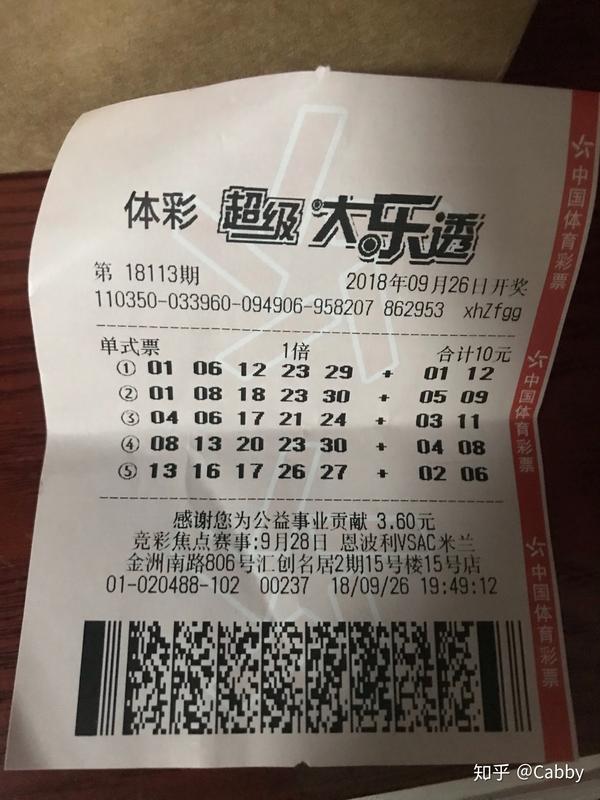 体彩 超级大乐透
第 18113期 2018年09月26日开奖
110350-033960-094906-958207 862953 xhZfgg
单式票 1倍 合计10元
① 01 06 12 23 29 + 01 12
② 01 08 18 23 30 + 05 09
③ 04 06 17 21 24 + 03 11
④ 08 13 20 23 30 + 04 08
⑤ 13 16 17 26 27 + 02 06
感谢您为公益事业贡献 3.60元
竞彩焦点赛事:9月28日 恩波利VSAC米兰
金洲南路806号汇创名居2期15号楼15号店
01-020488-102 00237 18/09/26 19:49:12
中国体育彩票
中国体育彩票
中国体育彩票
知乎 @Cabby